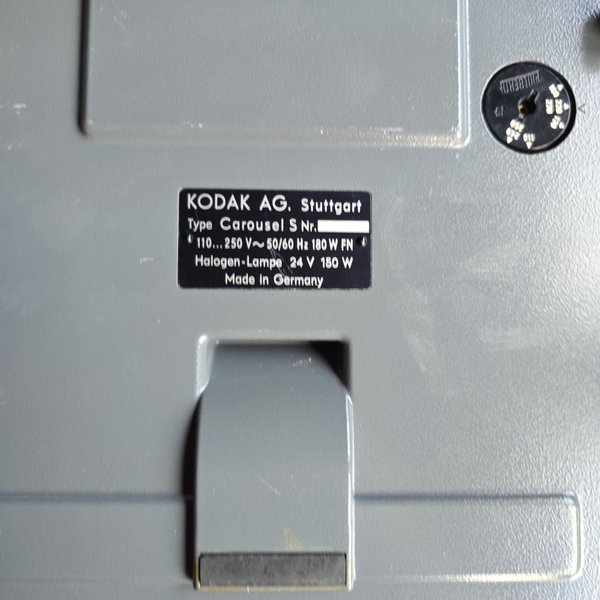 KODAK AG. Stuttgart
Type Carousel S Nr.
110...250 V~50/60 Hz 180 W FN
Halogen-Lampe 24 V 150 W
Made in Germany